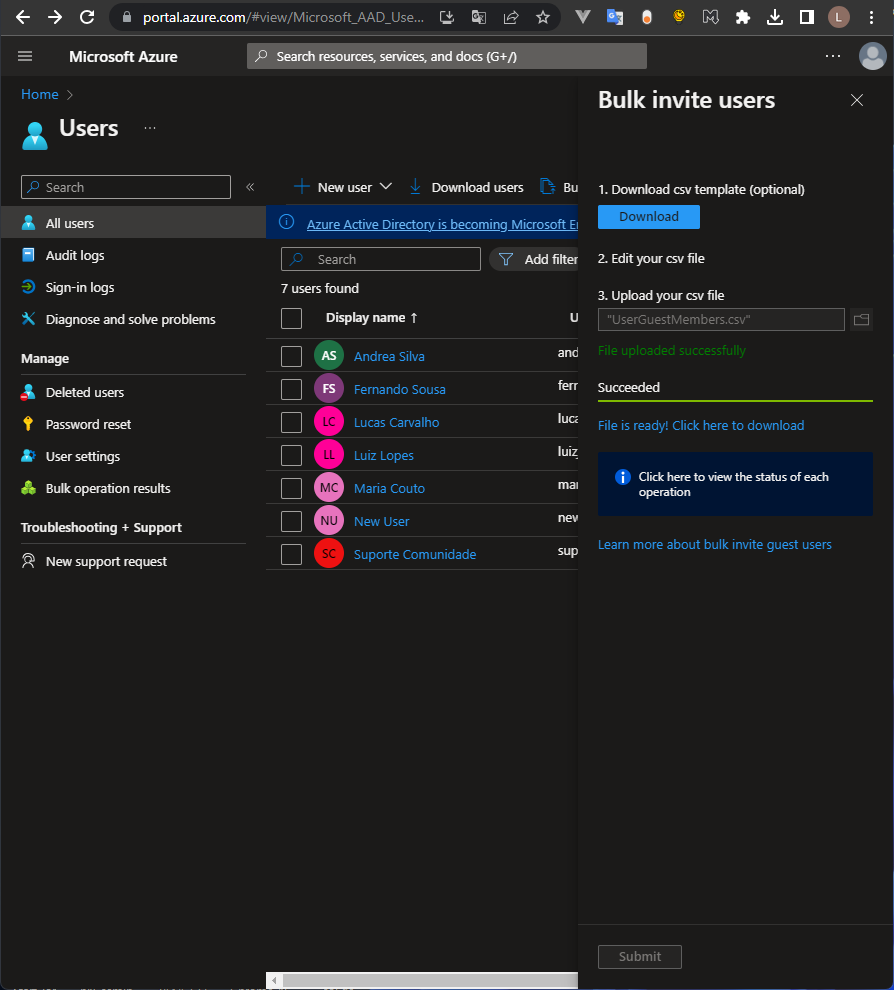 portal.azure.com/#view/Microsoft_AAD_Use...
L
Microsoft Azure
Search resources, services, and docs (G+/)
Home
Users
Search
All users
Audit logs
Sign-in logs
Diagnose and solve problems
Manage
Deleted users
Password reset
User settings
Bulk operation results
Troubleshooting + Support
New support request
New user
Download users
Bu
Azure Active Directory is becoming Microsoft E
Search
Add filter
7 users found
Display name ↑
U
AS Andrea Silva and
FS Fernando Sousa ferr
LC Lucas Carvalho luca
LL Luiz Lopes luiz
MC Maria Couto mar
NU New User new
SC Suporte Comunidade sup
Bulk invite users
1. Download csv template (optional)
Download
2. Edit your csv file
3. Upload your csv file
"UserGuestMembers.csv"
File uploaded successfully
Succeeded
File is ready! Click here to download
Click here to view the status of each
operation
Learn more about bulk invite guest users
Submit